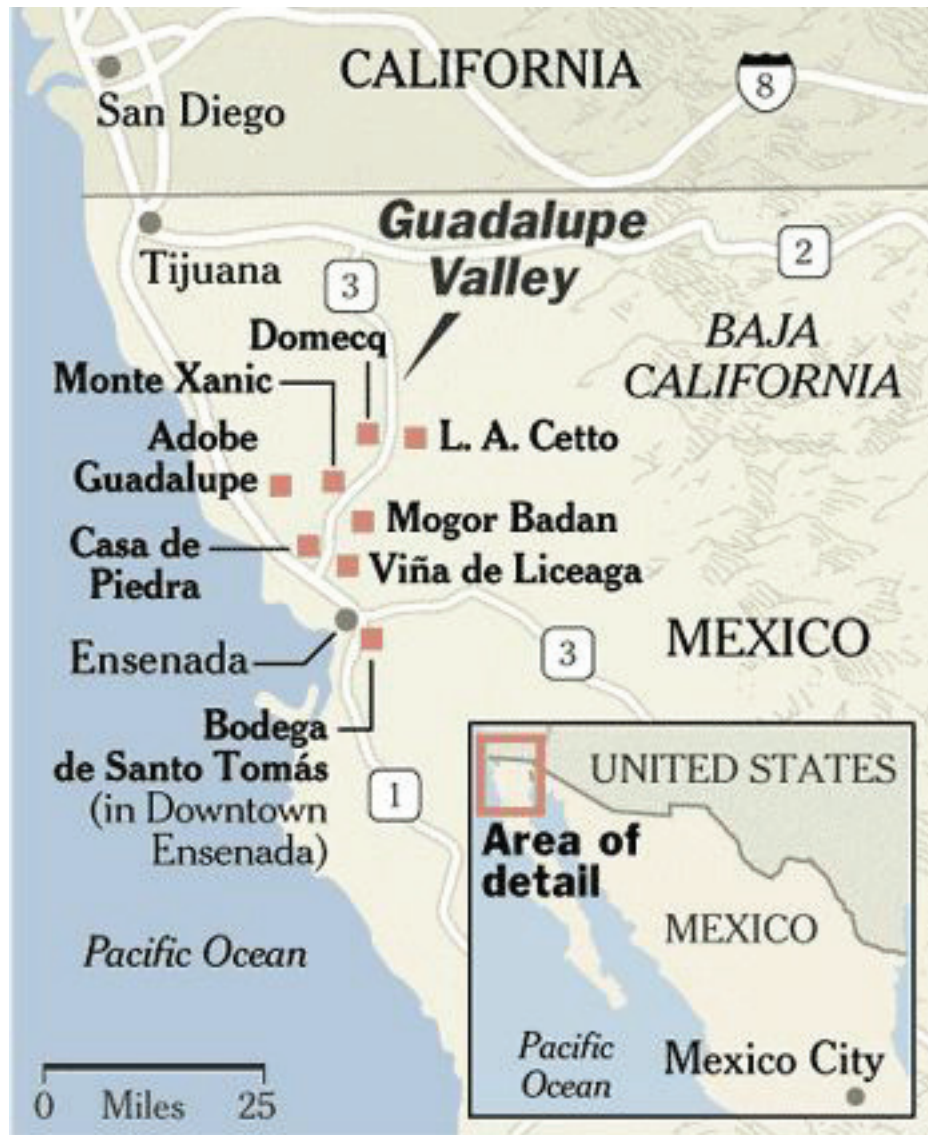 CALIFORNIA
8
San Diego
Guadalupe
Valley
2
Tijuana
3
Domecq
BAJA
CALIFORNIA
Monte Xanic
Adobe
Guadalupe
L. A. Cetto
Mogor Badan
Casa de
Piedra
Viña de Liceaga
Ensenada
3
MEXICO
Bodega
de Santo Tomás
(in Downtown
Ensenada)
1
Pacific Ocean
0 Miles 25
UNITED STATES
Area of
detail
MEXICO
Pacific
Ocean
Mexico City